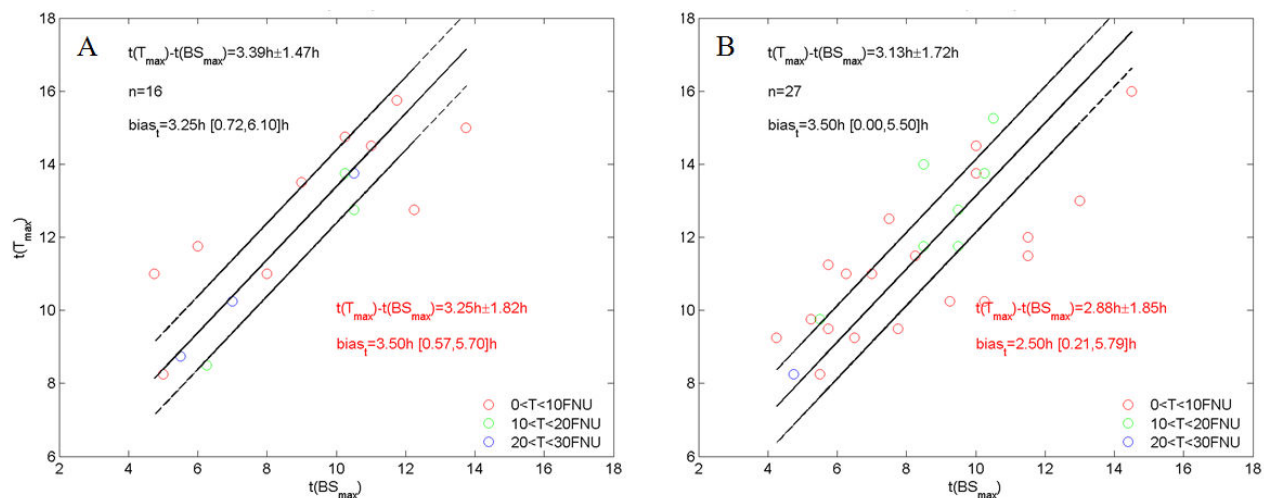 A
t(Tmax)-t(BSmax)=3.39h±1.47h
n=16
biast=3.25h [0.72,6.10]h
t(Tmax)-t(BSmax)=3.25h±1.82h
biast=3.50h [0.57,5.70]h
0<T<10FNU
10<T<20FNU
20<T<30FNU
18
16
14
12
10
8
6
t(Tmax)
2 4 6 8 10 12 14 16 18
t(BSmax)
B
t(Tmax)-t(BSmax)=3.13h±1.72h
n=27
biast=3.50h [0.00,5.50]h
t(Tmax)-t(BSmax)=2.88h±1.85h
biast=2.50h [0.21,5.79]h
0<T<10FNU
10<T<20FNU
20<T<30FNU
18
16
14
12
10
8
6
t(Tmax)
2 4 6 8 10 12 14 16 18
t(BSmax)